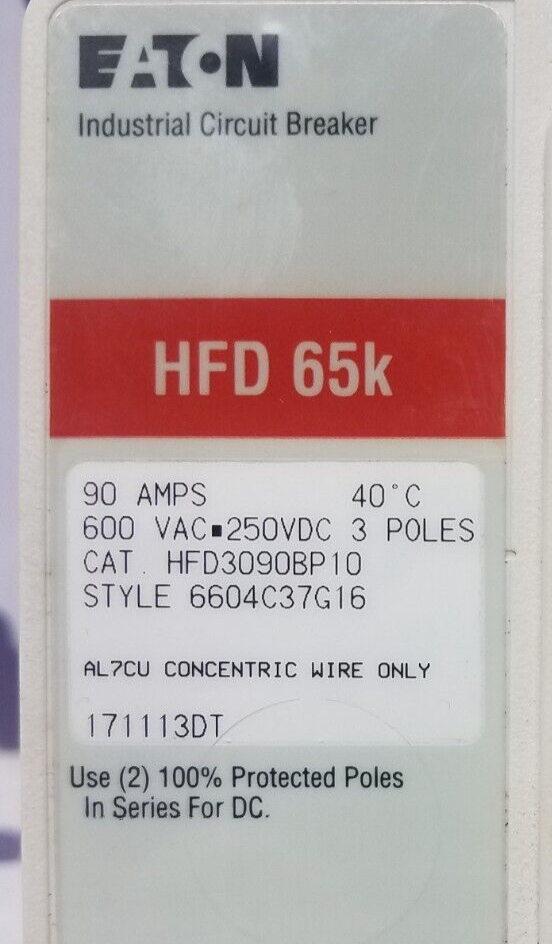 EATON
Industrial Circuit Breaker
HFD 65k
90 AMPS 40°C
600 VAC▪250VDC 3 POLES
CAT. HFD3090BP10
STYLE 6604C37G16
AL7CU CONCENTRIC WIRE ONLY
171113DT
Use (2) 100% Protected Poles
In Series For DC.